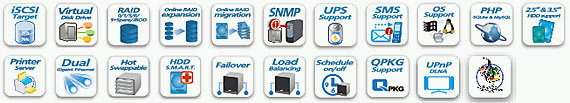 iSCSI
Target
Virtual
Disk Drive
RAID
0/1/5/6/
5+Spare/JBOD
Online RAID
expansion
Online RAID
migration
SNMP
UPS
Support
SMS
Support
OS
Support
PHP
SQLite & MySQL
2.5" & 3.5"
HDD support
Printer
Server
Dual
Gigabit Ethernet
Hot
Swappable
HDD
S.M.A.R.T.
Failover
Load
Balancing
Schedule
on/off
QPKG
Support
QPKG
UPnP
DLNA